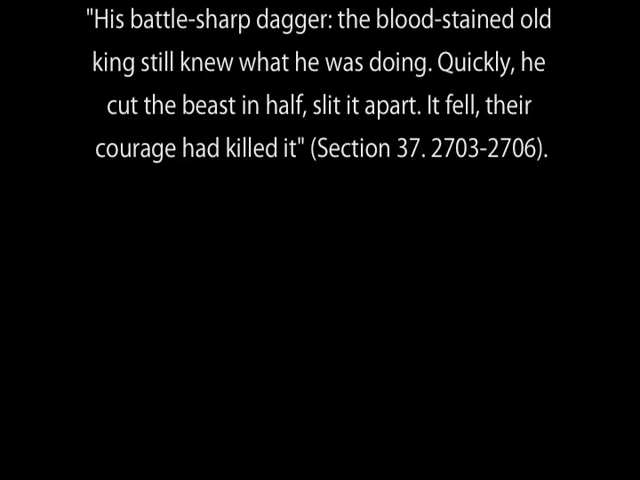 "His battle-sharp dagger: the blood-stained old
king still knew what he was doing. Quickly, he
cut the beast in half, slit it apart. It fell, their
courage had killed it" (Section 37. 2703-2706).